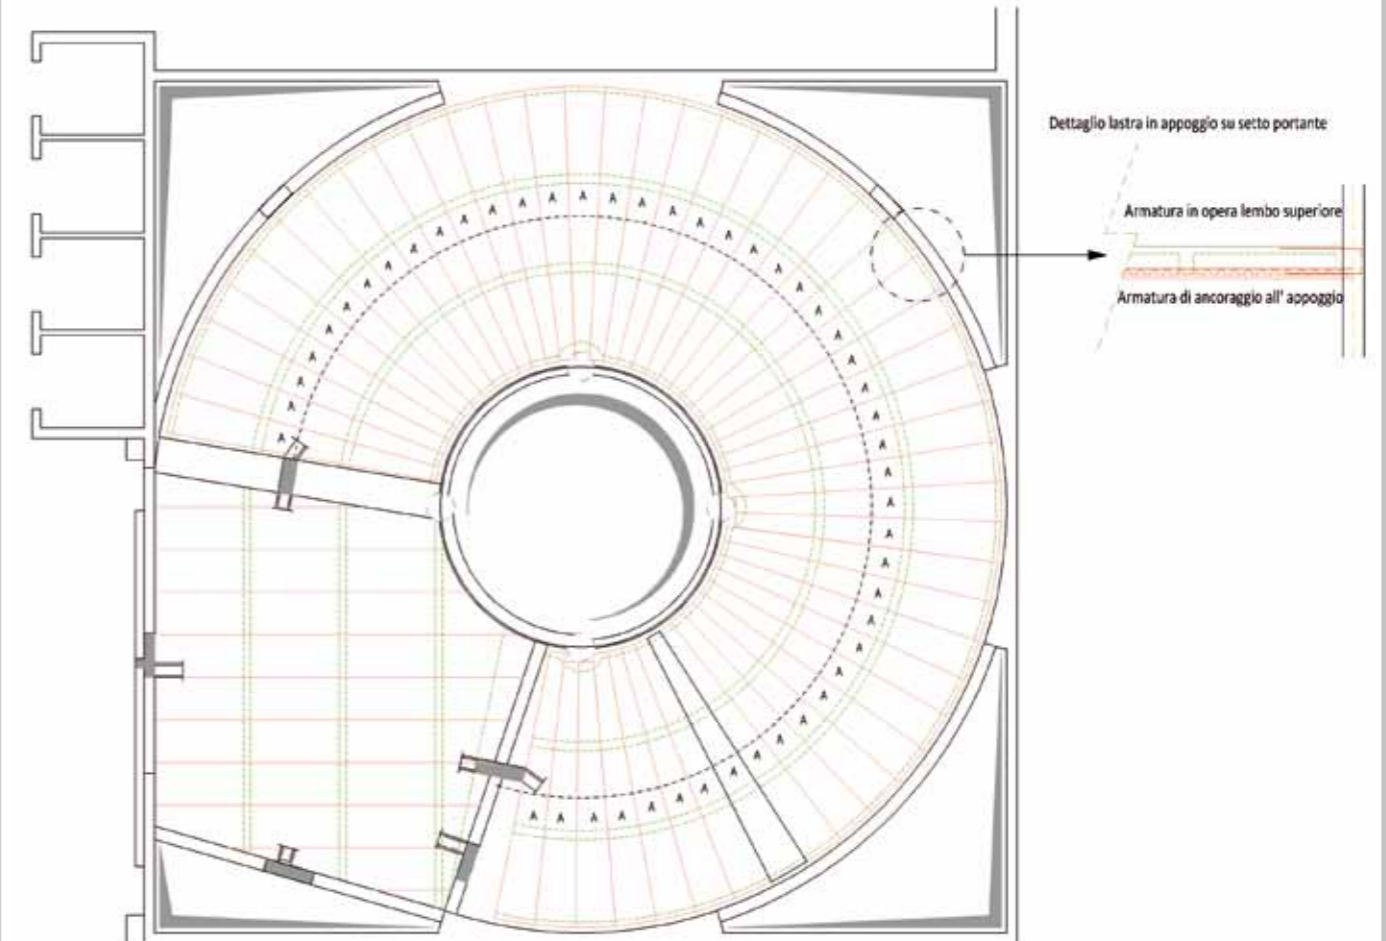 Dettaglio lastra in appoggio su setto portante
Armatura in opera lembo superiore
Armatura di ancoraggio all' appoggio
A A A A A A A A A A A A A A A A A A A A A A A A A A A A A A A A A A A A A A A A A A A A A A A A A